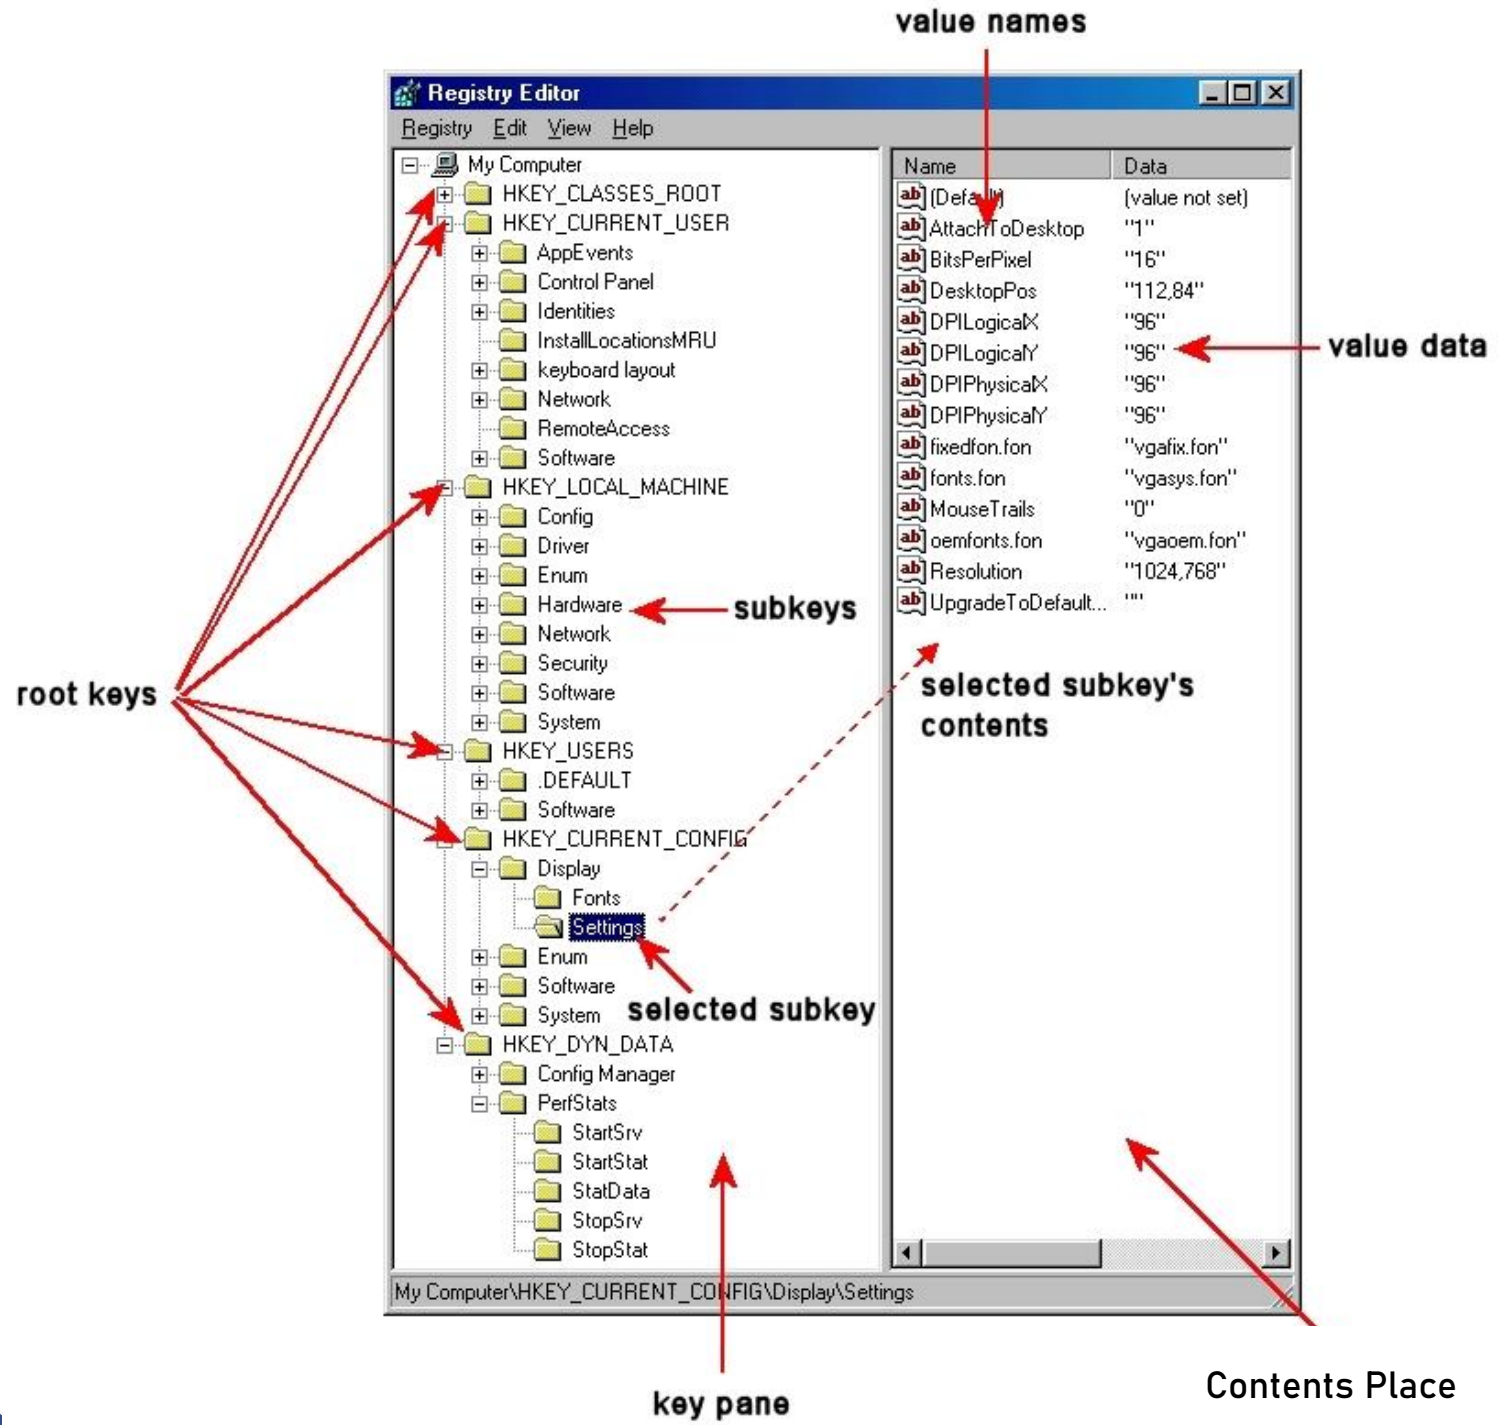 value names
Registry Editor
Registry Edit View Help
My Computer
HKEY_CLASSES_ROOT
HKEY_CURRENT_USER
AppEvents
Control Panel
Identities
InstallLocationsMRU
keyboard layout
Network
RemoteAccess
Software
HKEY_LOCAL_MACHINE
Config
Driver
Enum
Hardware
Network
Security
Software
System
HKEY_USERS
.DEFAULT
Software
HKEY_CURRENT_CONFIG
Display
Fonts
Settings
Enum
Software
System
HKEY_DYN_DATA
Config Manager
PerfStats
StartSrv
StartStat
StatData
StopSrv
StopStat
Name Data
(Default) (value not set)
AttachToDesktop "1"
BitsPerPixel "16"
DesktopPos "112,84"
DPILogicalX "96"
DPILogicalY "96"
DPIPhysicalX "96"
DPIPhysicalY "96"
fixedfon.fon "vgafix.fon"
fonts.fon "vgasys.fon"
MouseTrails "0"
oemfonts.fon "vgaoem.fon"
Resolution "1024,768"
UpgradeToDefault... ""
value data
subkeys
root keys
selected subkey's
contents
selected subkey
My Computer\HKEY_CURRENT_CONFIG\Display\Settings
key pane
Contents Place